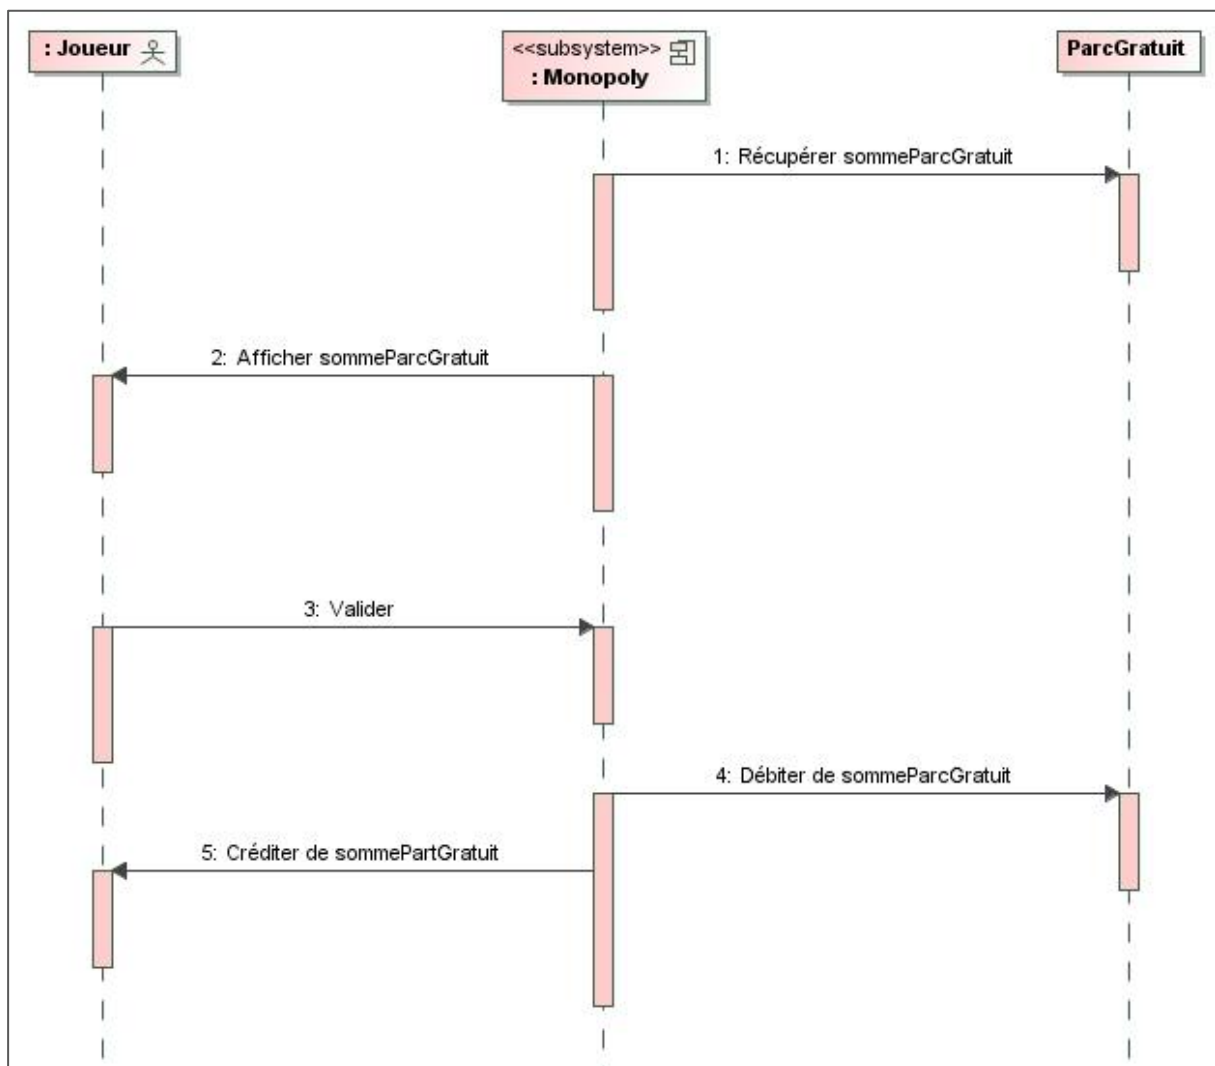 : Joueur
<<subsystem>>
: Monopoly
ParcGratuit
1: Récupérer sommeParcGratuit
2: Afficher sommeParcGratuit
3: Valider
4: Débiter de sommeParcGratuit
5: Créditer de sommePartGratuit